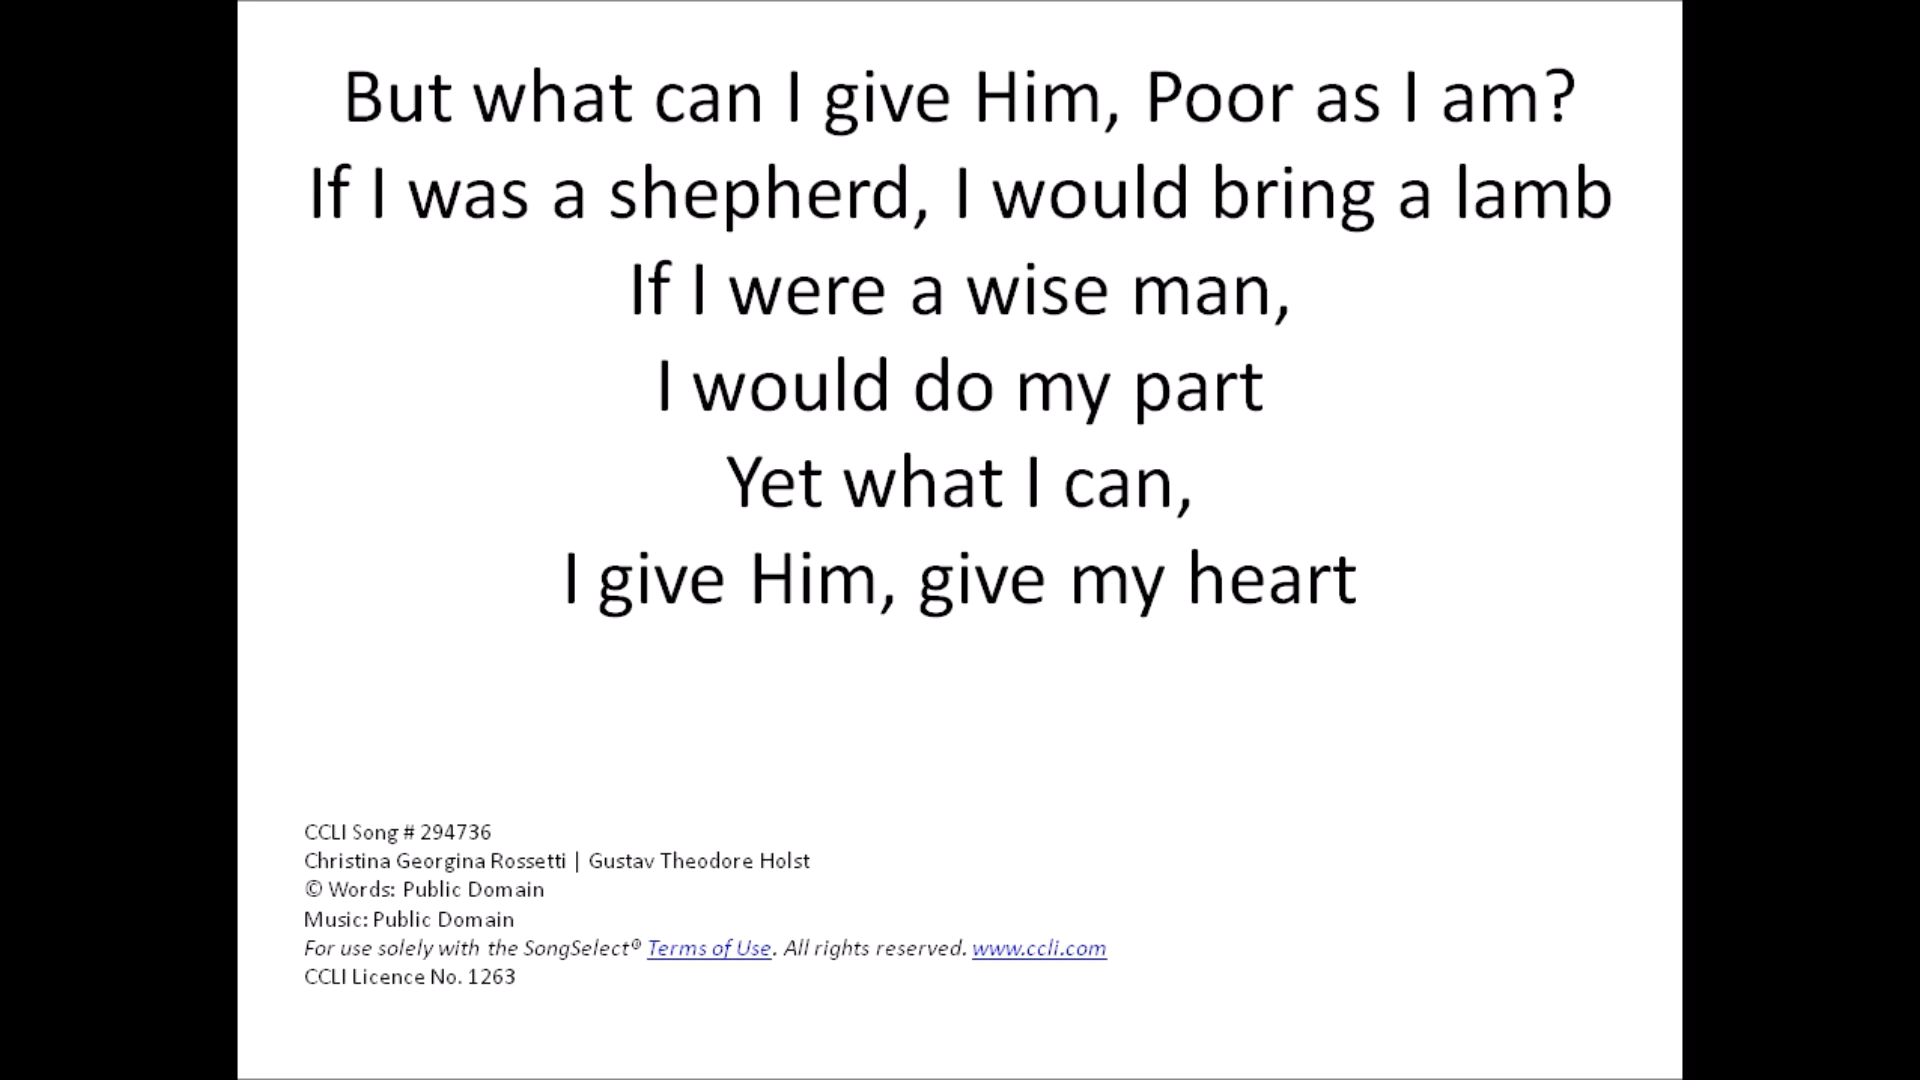 But what can I give Him, Poor as I am?
If I was a shepherd, I would bring a lamb
If I were a wise man,
I would do my part
Yet what I can,
I give Him, give my heart
CCLI Song # 294736
Christina Georgina Rossetti | Gustav Theodore Holst
© Words: Public Domain
Music: Public Domain
For use solely with the SongSelect® Terms of Use. All rights reserved. www.ccli.com
CCLI Licence No. 1263